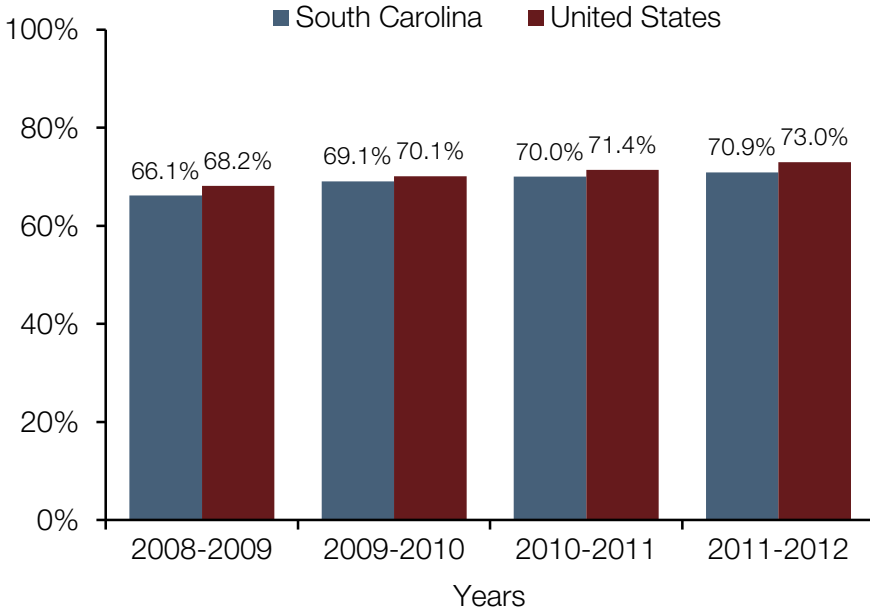 South Carolina United States
100%
80%
60%
40%
20%
0%
66.1% 68.2% 69.1% 70.1% 70.0% 71.4% 70.9% 73.0%
2008-2009 2009-2010 2010-2011 2011-2012
Years